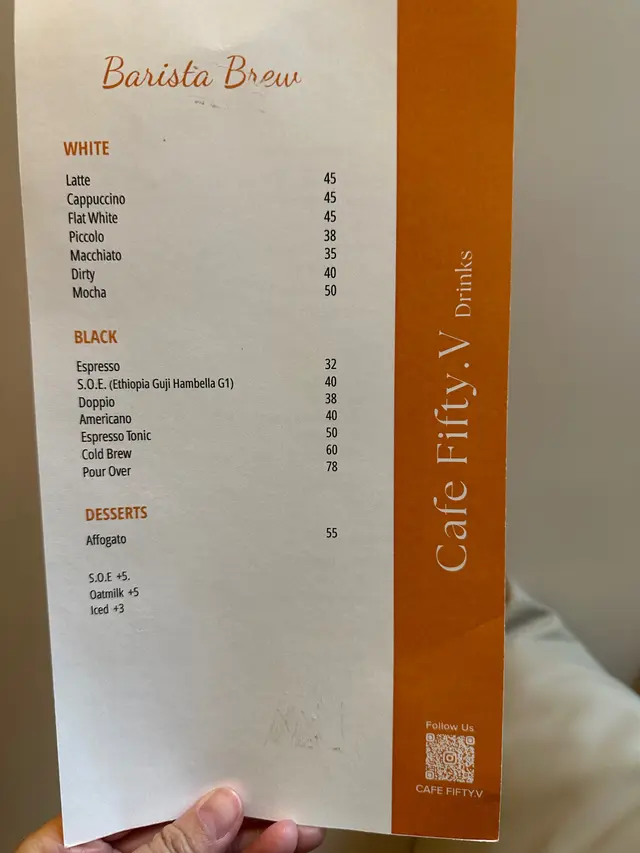 Barista Brew
WHITE
Latte 45
Cappuccino 45
Flat White 45
Piccolo 38
Macchiato 35
Dirty 40
Mocha 50
BLACK
Espresso 32
S.O.E. (Ethiopia Guji Hambella G1) 40
Doppio 38
Americano 40
Espresso Tonic 50
Cold Brew 60
Pour Over 78
DESSERTS
Affogato 55
S.O.E +5.
Oatmilk +5
Iced +3
Cafe Fifty.V Drinks
Follow Us
CAFE FIFTY.V